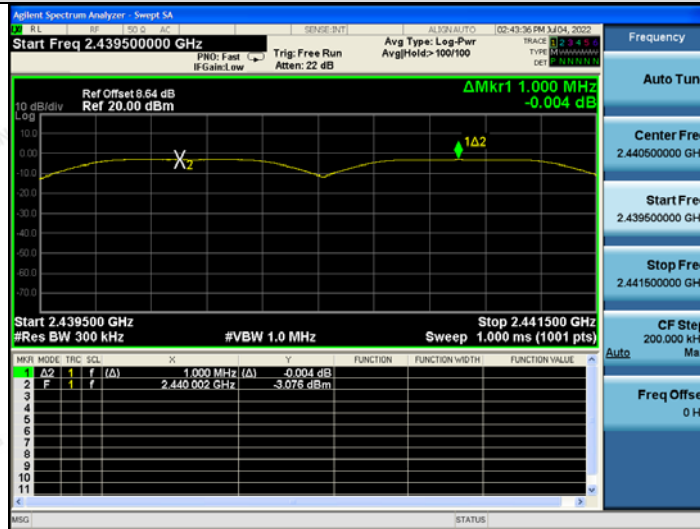 Agilent Spectrum Analyzer - Swept SA
RL RF 50 Ω AC SENSE:INT ALIGN AUTO 02:43:36 PM Jul 04, 2022
Start Freq 2.439500000 GHz
PNO: Fast
IFGain:Low
Trig: Free Run
Atten: 22 dB
Avg Type: Log-Pwr
Avg|Hold:> 100/100
TRACE 1 2 3 4 5 6
TYPE M
DET P N N N N N
Frequency
ΔMkr1 1.000 MHz
-0.004 dB
Ref Offset 8.64 dB
10 dB/div Ref 20.00 dBm
Log
10.0
0.00
-10.0
-20.0
-30.0
-40.0
-50.0
-60.0
-70.0
X2
1Δ2
Start 2.439500 GHz Stop 2.441500 GHz
#Res BW 300 kHz #VBW 1.0 MHz Sweep 1.000 ms (1001 pts)
MKR MODE TRC SCL X Y FUNCTION FUNCTION WIDTH FUNCTION VALUE
1 Δ2 1 f (Δ) 1.000 MHz (Δ) -0.004 dB
2 F 1 f 2.440 002 GHz -3.076 dBm
3
4
5
6
7
8
9
10
11
MSG STATUS
Auto Tun
Center Fre
2.440500000 GH
Start Fre
2.439500000 GH
Stop Fre
2.441500000 GH
CF Step
200.000 kH
Auto Ma
Freq Offse
0 H